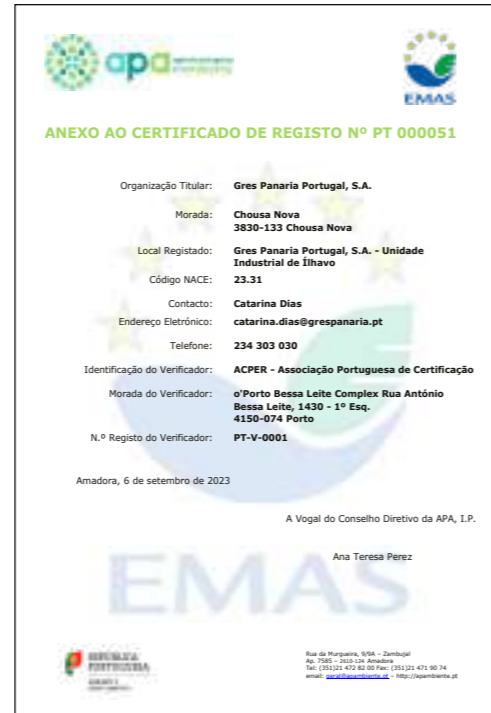 apa
EMAS
ANEXO AO CERTIFICADO DE REGISTO Nº PT 000051
Organização Titular: Gres Panaria Portugal, S.A.
Morada: Chousa Nova
3830-133 Chousa Nova
Local Registado: Gres Panaria Portugal, S.A. - Unidade
Industrial de Ílhavo
Código NACE: 23.31
Contacto: Catarina Dias
Endereço Eletrónico: catarina.dias@grespanaria.pt
Telefone: 234 303 030
Identificação do Verificador: ACPER - Associação Portuguesa de Certificação
Morada do Verificador: o'Porto Bessa Leite Complex Rua António
Bessa Leite, 1430 - 1º Esq.
4150-074 Porto
N.º Registo do Verificador: PT-V-0001
Amadora, 6 de setembro de 2023
A Vogal do Conselho Diretivo da APA, I.P.
Ana Teresa Perez
EMAS
REPÚBLICA
PORTUGUESA
Rua da Murgueira, 9/9A – Zambujal
Ap. 7585 – 2610-124 Amadora
Tel: (351)21 472 82 00 Fax: (351)21 471 90 74
email: geral@apambiente.pt – http://apambiente.pt